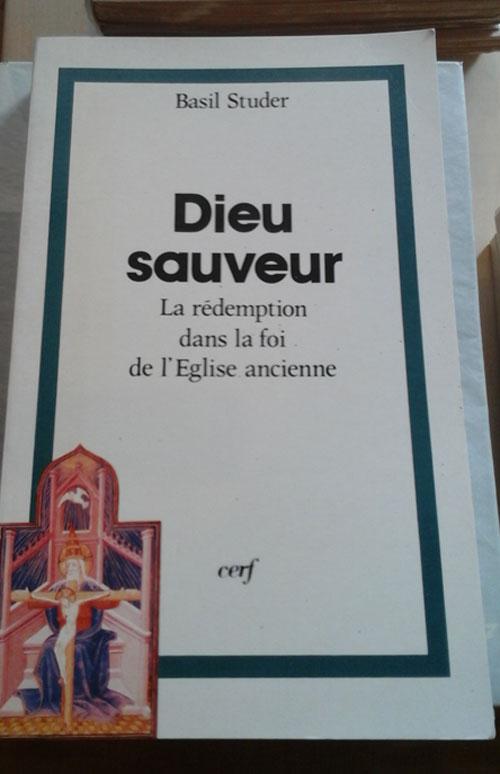 Basil Studer
Dieu
sauveur
La rédemption
dans la foi
de l'Eglise ancienne
cerf